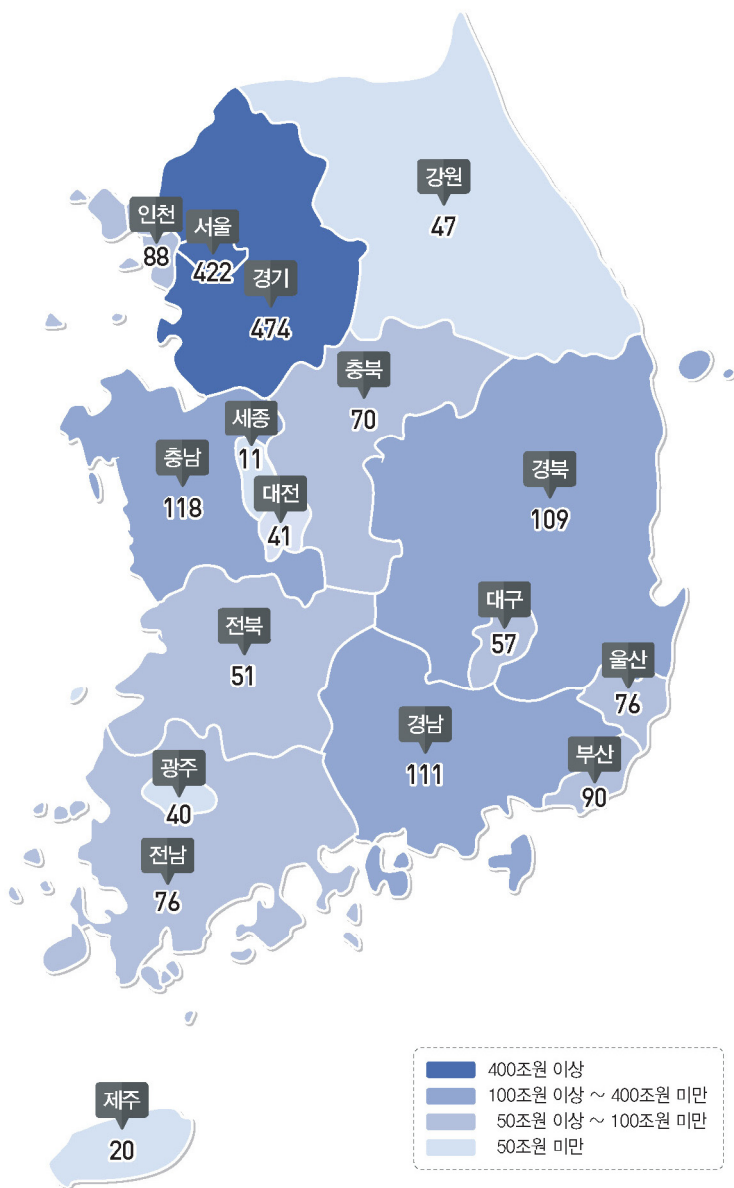 강원
47
인천
88
서울
422
경기
474
충북
70
세종
11
충남
118
대전
41
경북
109
대구
57
전북
51
울산
76
경남
111
부산
90
광주
40
전남
76
제주
20
400조원 이상
100조원 이상 ～ 400조원 미만
50조원 이상 ～ 100조원 미만
50조원 미만